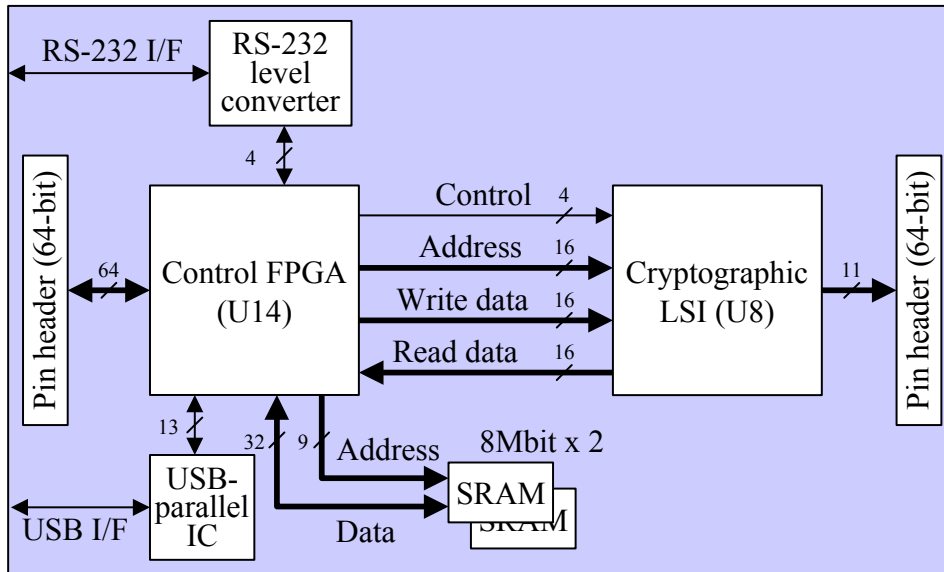 RS-232 I/F
RS-232
level
converter
4
Pin header (64-bit)
64
Control FPGA
(U14)
Control
4
Address
16
Write data
16
Read data
16
Cryptographic
LSI (U8)
11
Pin header (64-bit)
13
32
9
Address
8Mbit x 2
SRAM
SRAM
Data
USB-
parallel
IC
USB I/F